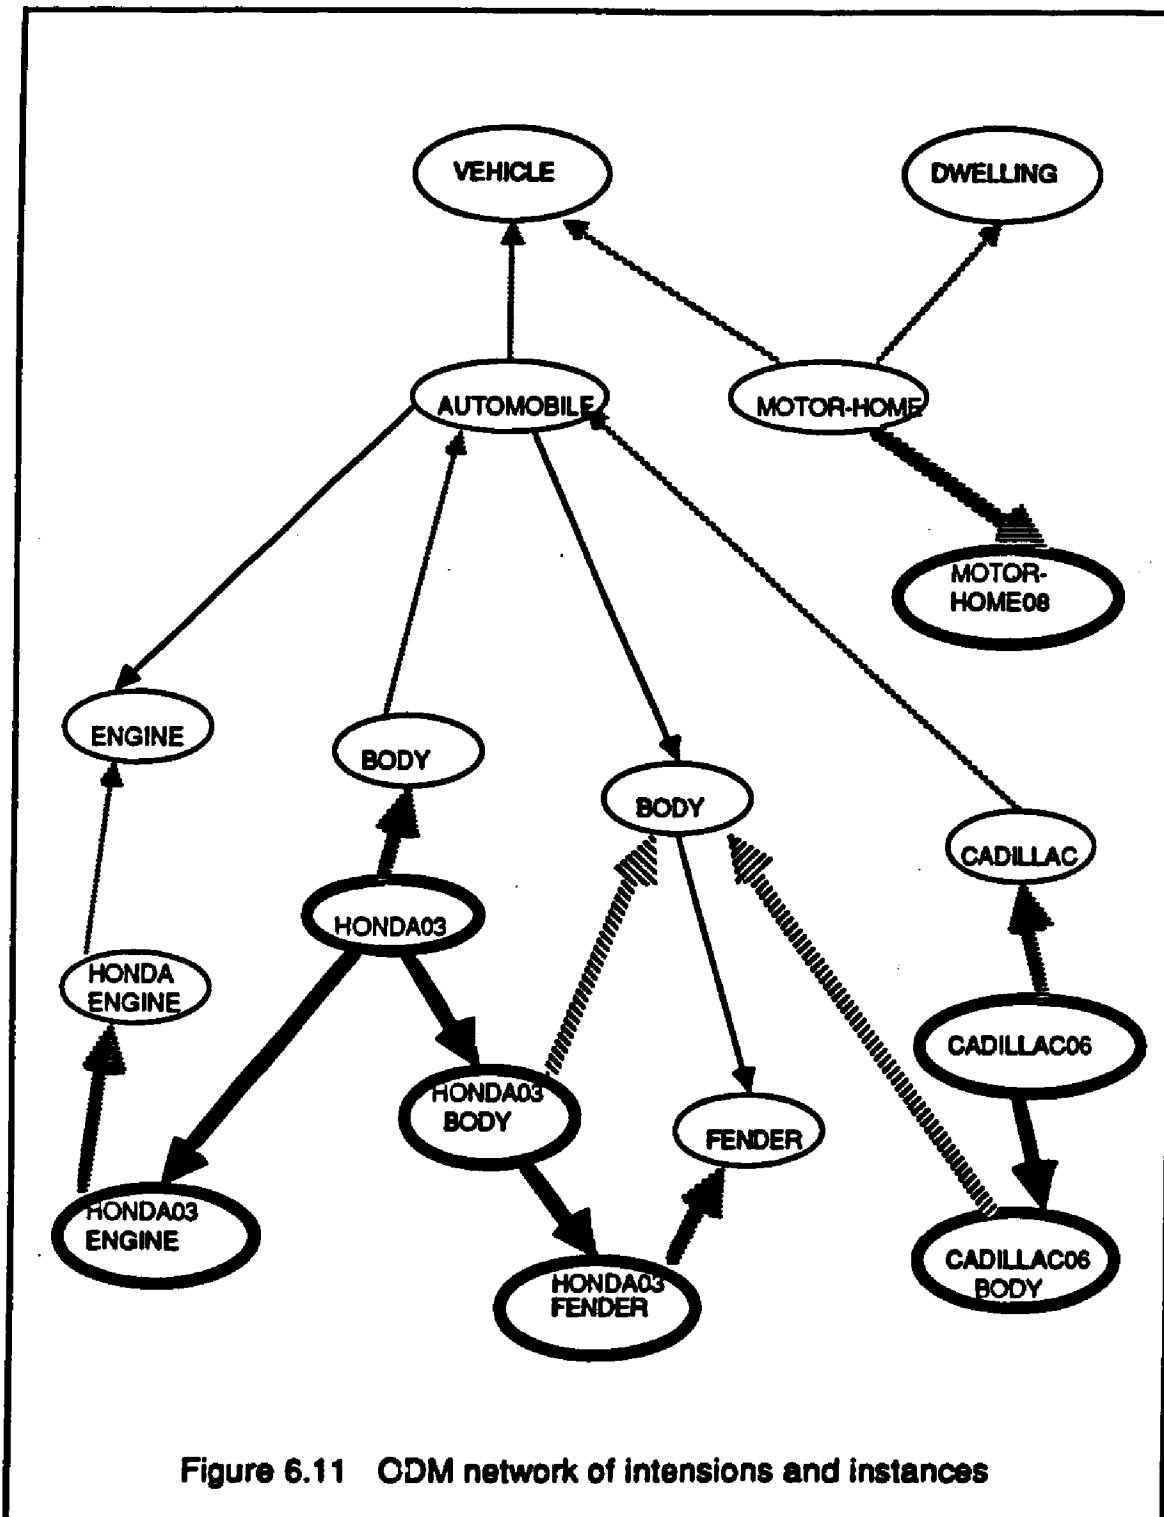 VEHICLE
DWELLING
AUTOMOBILE
MOTOR-HOME
MOTOR-
HOME08
ENGINE
BODY
BODY
CADILLAC
HONDA03
HONDA
ENGINE
CADILLAC06
HONDA03
BODY
FENDER
HONDA03
ENGINE
CADILLAC06
BODY
HONDA03
FENDER
Figure 6.11 ODM network of intensions and instances